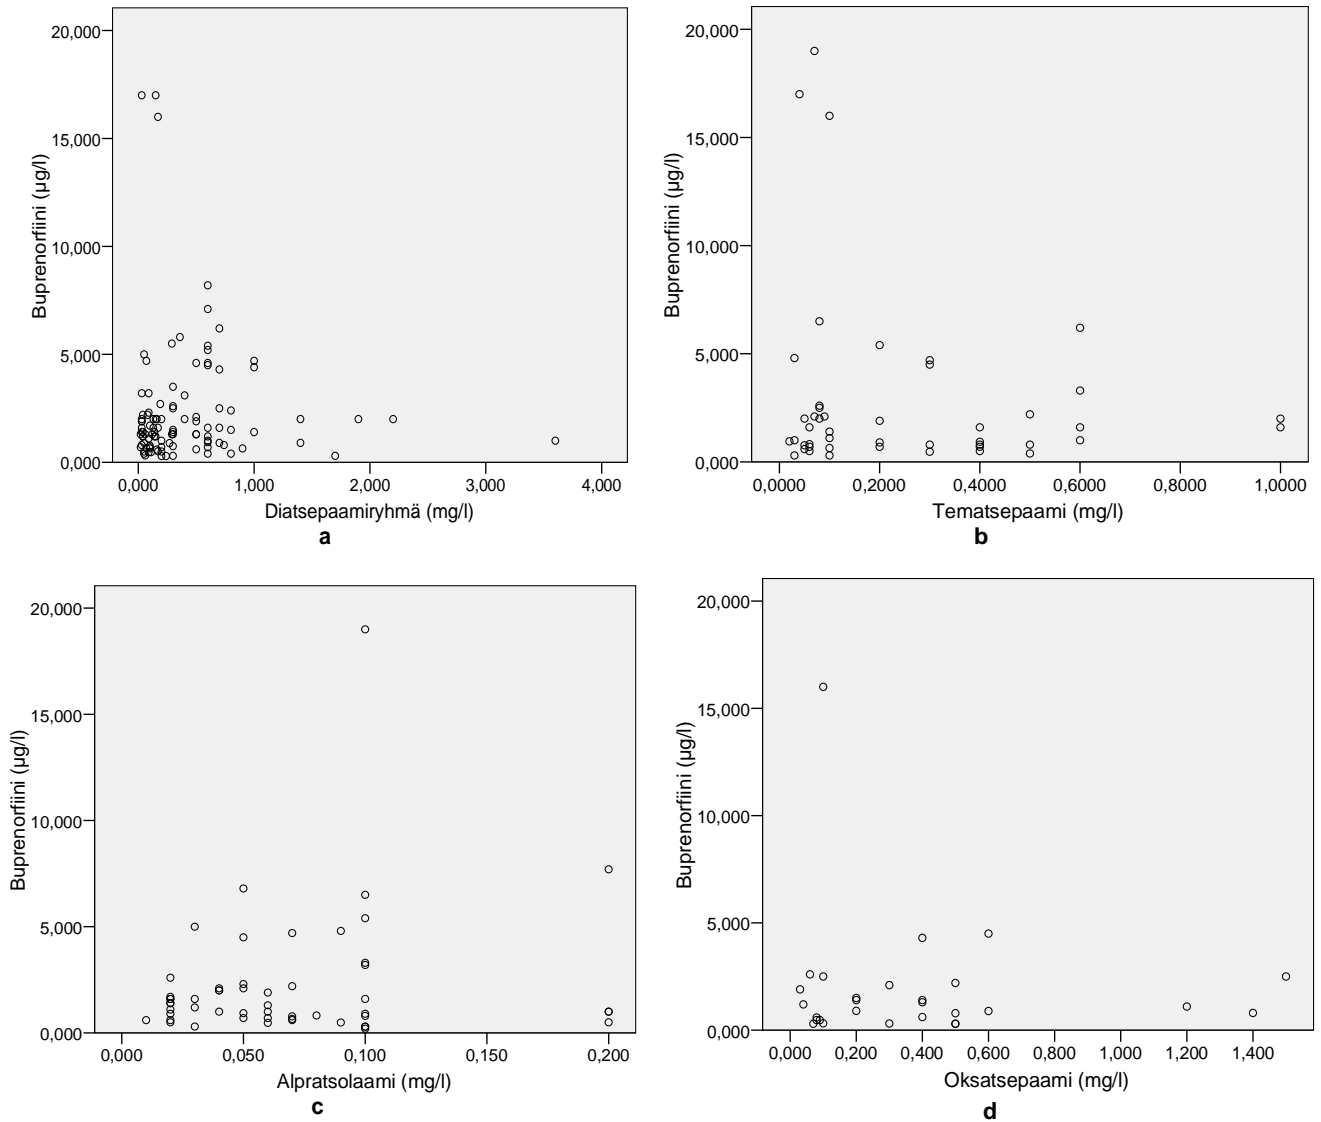 20,000
15,000
10,000
5,000
0,000
Buprenorfiini (µg/l)
0,000 1,000 2,000 3,000 4,000
Diatsepaamiryhmä (mg/l)
a
20,000
15,000
10,000
5,000
0,000
Buprenorfiini (µg/l)
0,0000 0,2000 0,4000 0,6000 0,8000 1,0000
Tematsepaami (mg/l)
b
20,000
15,000
10,000
5,000
0,000
Buprenorfiini (µg/l)
0,000 0,050 0,100 0,150 0,200
Alpratsolaami (mg/l)
c
20,000
15,000
10,000
5,000
0,000
Buprenorfiini (µg/l)
0,000 0,200 0,400 0,600 0,800 1,000 1,200 1,400
Oksatsepaami (mg/l)
d